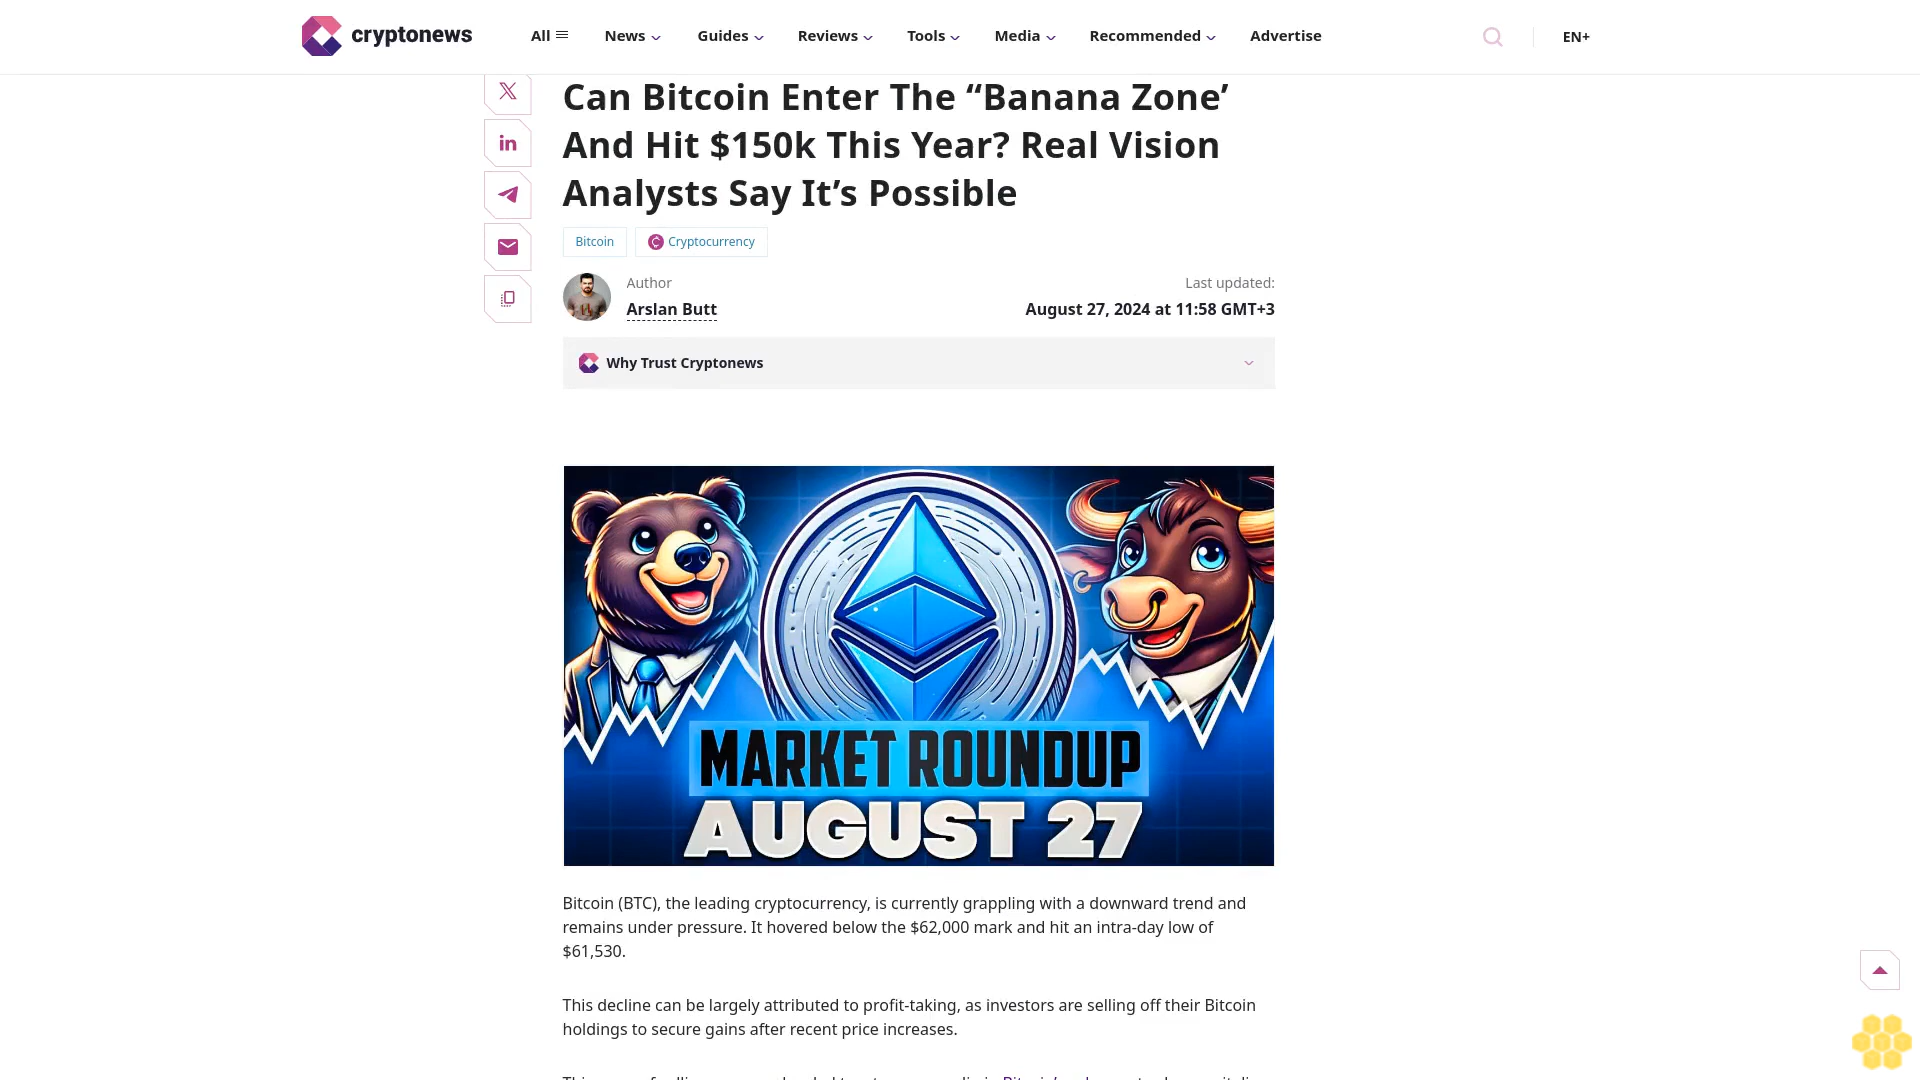 cryptonews
All
News
Guides
Reviews
Tools
Media
Recommended
Advertise
EN+
Can Bitcoin Enter The “Banana Zone’
And Hit $150k This Year? Real Vision
Analysts Say It’s Possible
Bitcoin
Cryptocurrency
Author
Arslan Butt
Last updated:
August 27, 2024 at 11:58 GMT+3
Why Trust Cryptonews
MARKET ROUNDUP
AUGUST 27
Bitcoin (BTC), the leading cryptocurrency, is currently grappling with a downward trend and
remains under pressure. It hovered below the $62,000 mark and hit an intra-day low of
$61,530.
This decline can be largely attributed to profit-taking, as investors are selling off their Bitcoin
holdings to secure gains after recent price increases.